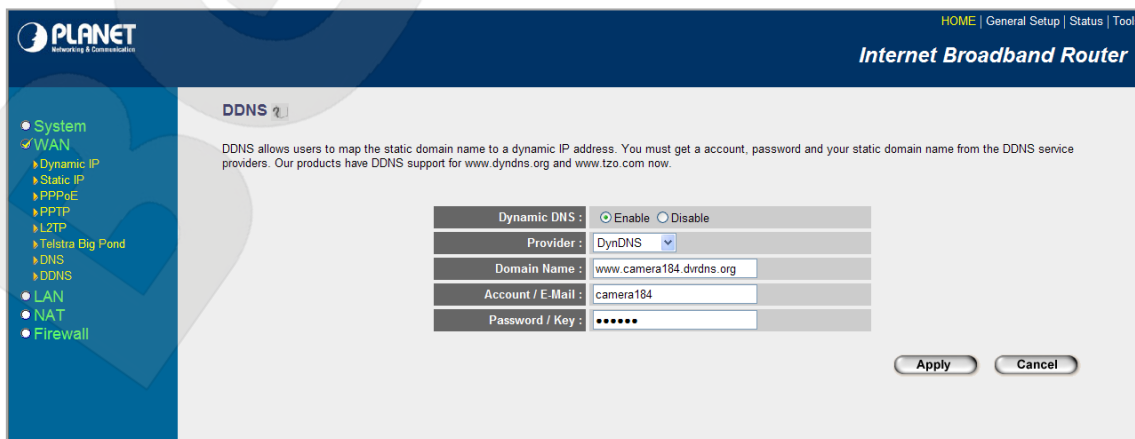 PLANET
Networking & Communication
HOME | General Setup | Status | Tool
Internet Broadband Router
System
WAN
Dynamic IP
Static IP
PPPoE
PPTP
L2TP
Telstra Big Pond
DNS
DDNS
LAN
NAT
Firewall
DDNS
DDNS allows users to map the static domain name to a dynamic IP address. You must get a account, password and your static domain name from the DDNS service
providers. Our products have DDNS support for www.dyndns.org and www.tzo.com now.
Dynamic DNS : Enable Disable
Provider : DynDNS
Domain Name : www.camera184.dvrdns.org
Account / E-Mail : camera184
Password / Key : ••••••
Apply Cancel